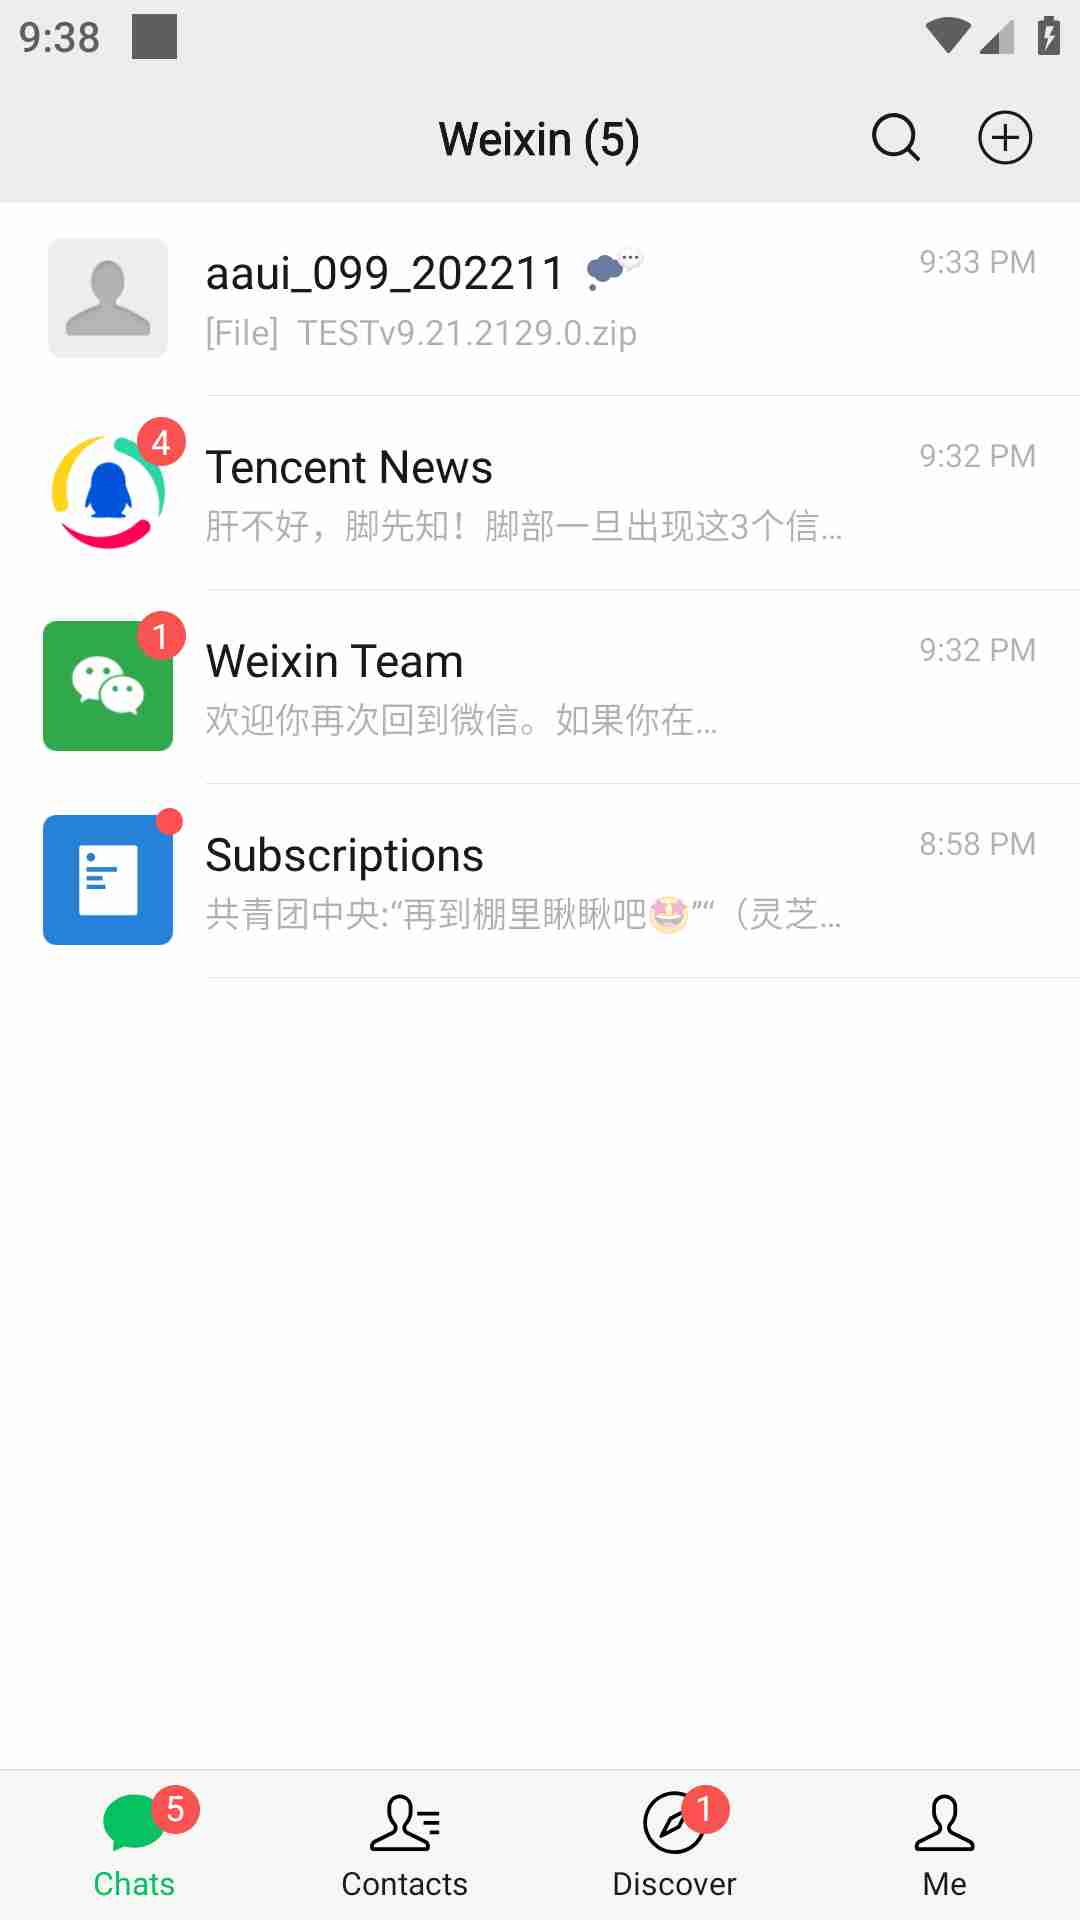 9:38
Weixin (5)
aaui_099_202211
9:33 PM
[File] TESTv9.21.2129.0.zip
4
Tencent News
9:32 PM
肝不好，脚先知！脚部一旦出现这3个信...
1
Weixin Team
9:32 PM
欢迎你再次回到微信。如果你在...
Subscriptions
8:58 PM
共青团中央:“再到棚里瞅瞅吧🤩”“（灵芝...
5
1
Chats
Contacts
Discover
Me